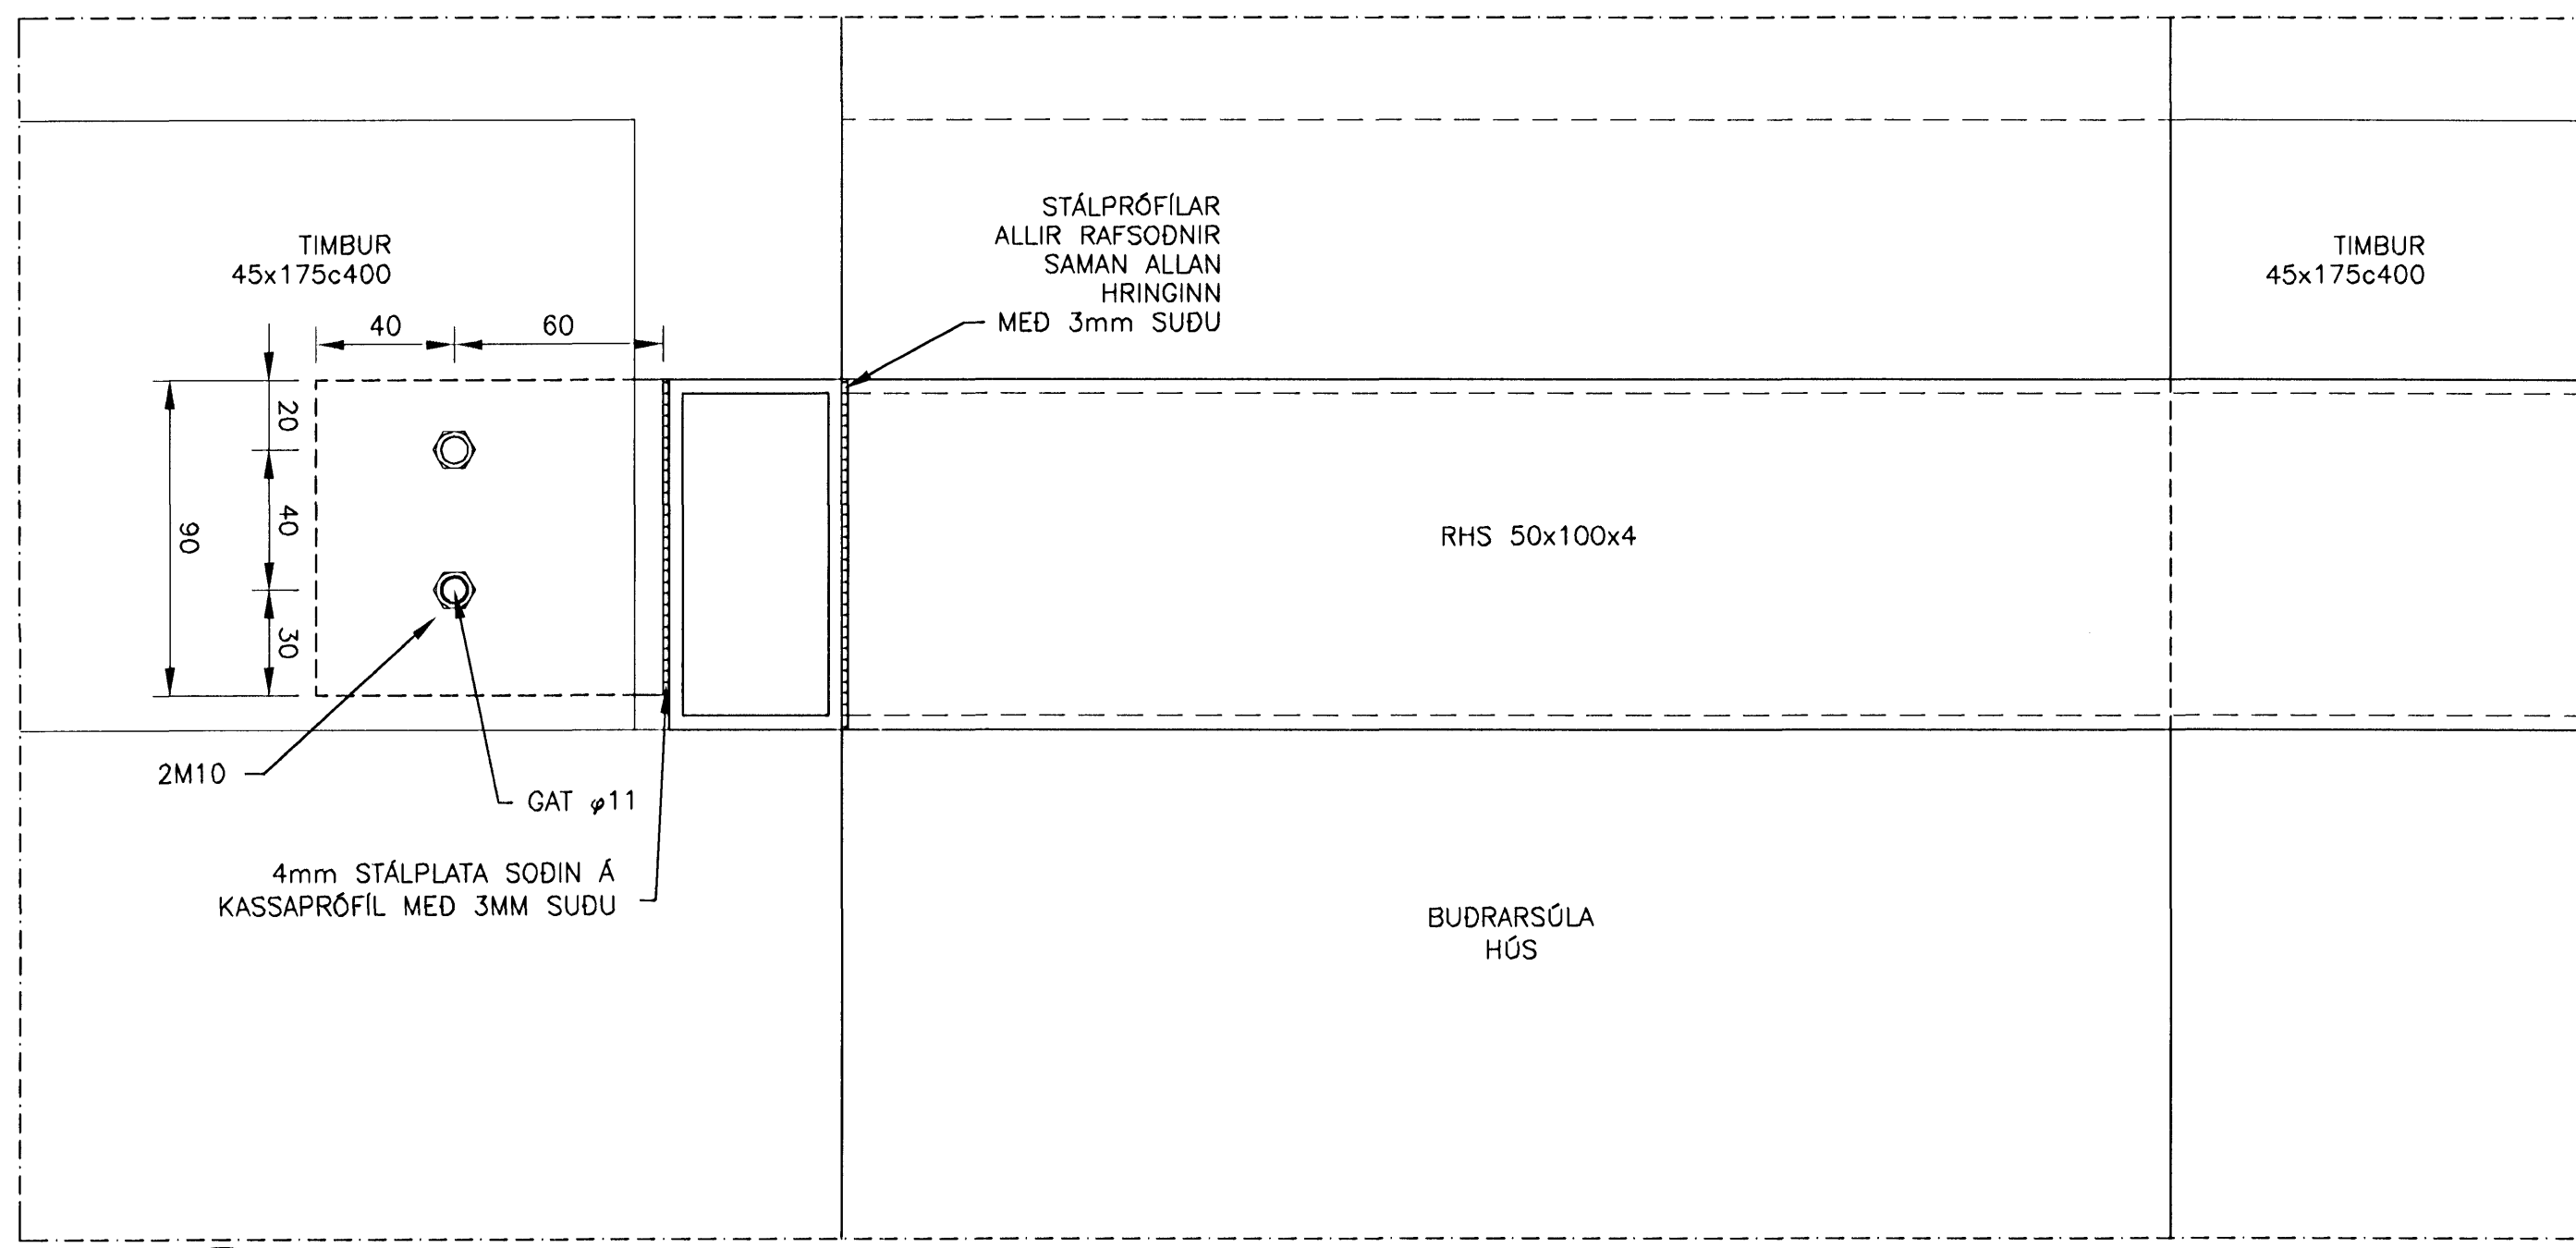 STÁLPRÓFÍLAR
ALLIR RAFSOÐNIR
SAMAN ALLAN
HRINGINN
MEÐ 3mm SUÐU
TIMBUR
45x175c400
TIMBUR
45x175c400
40
60
20
40
90
30
RHS 50x100x4
2M10
GAT φ11
4mm STÁLPLATA SOÐIN Á
KASSAPRÓFÍL MEÐ 3MM SUÐU
BUÐRARSÚLA
HÚS